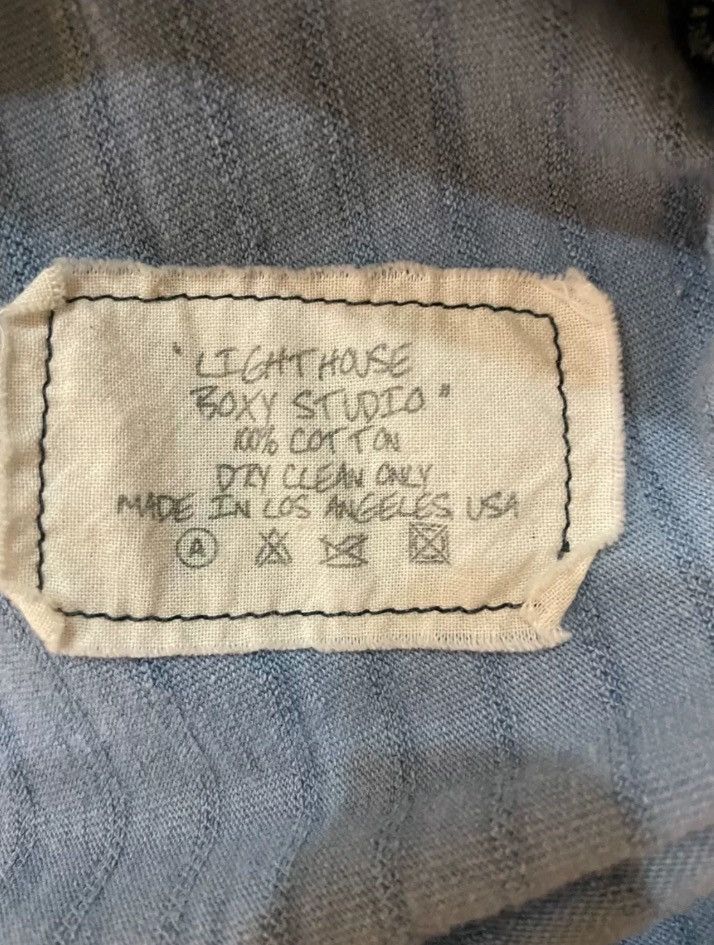 "LIGHTHOUSE
BOXY STUDIO"
100% COTTON
DRY CLEAN ONLY
MADE IN LOS ANGELES USA
A